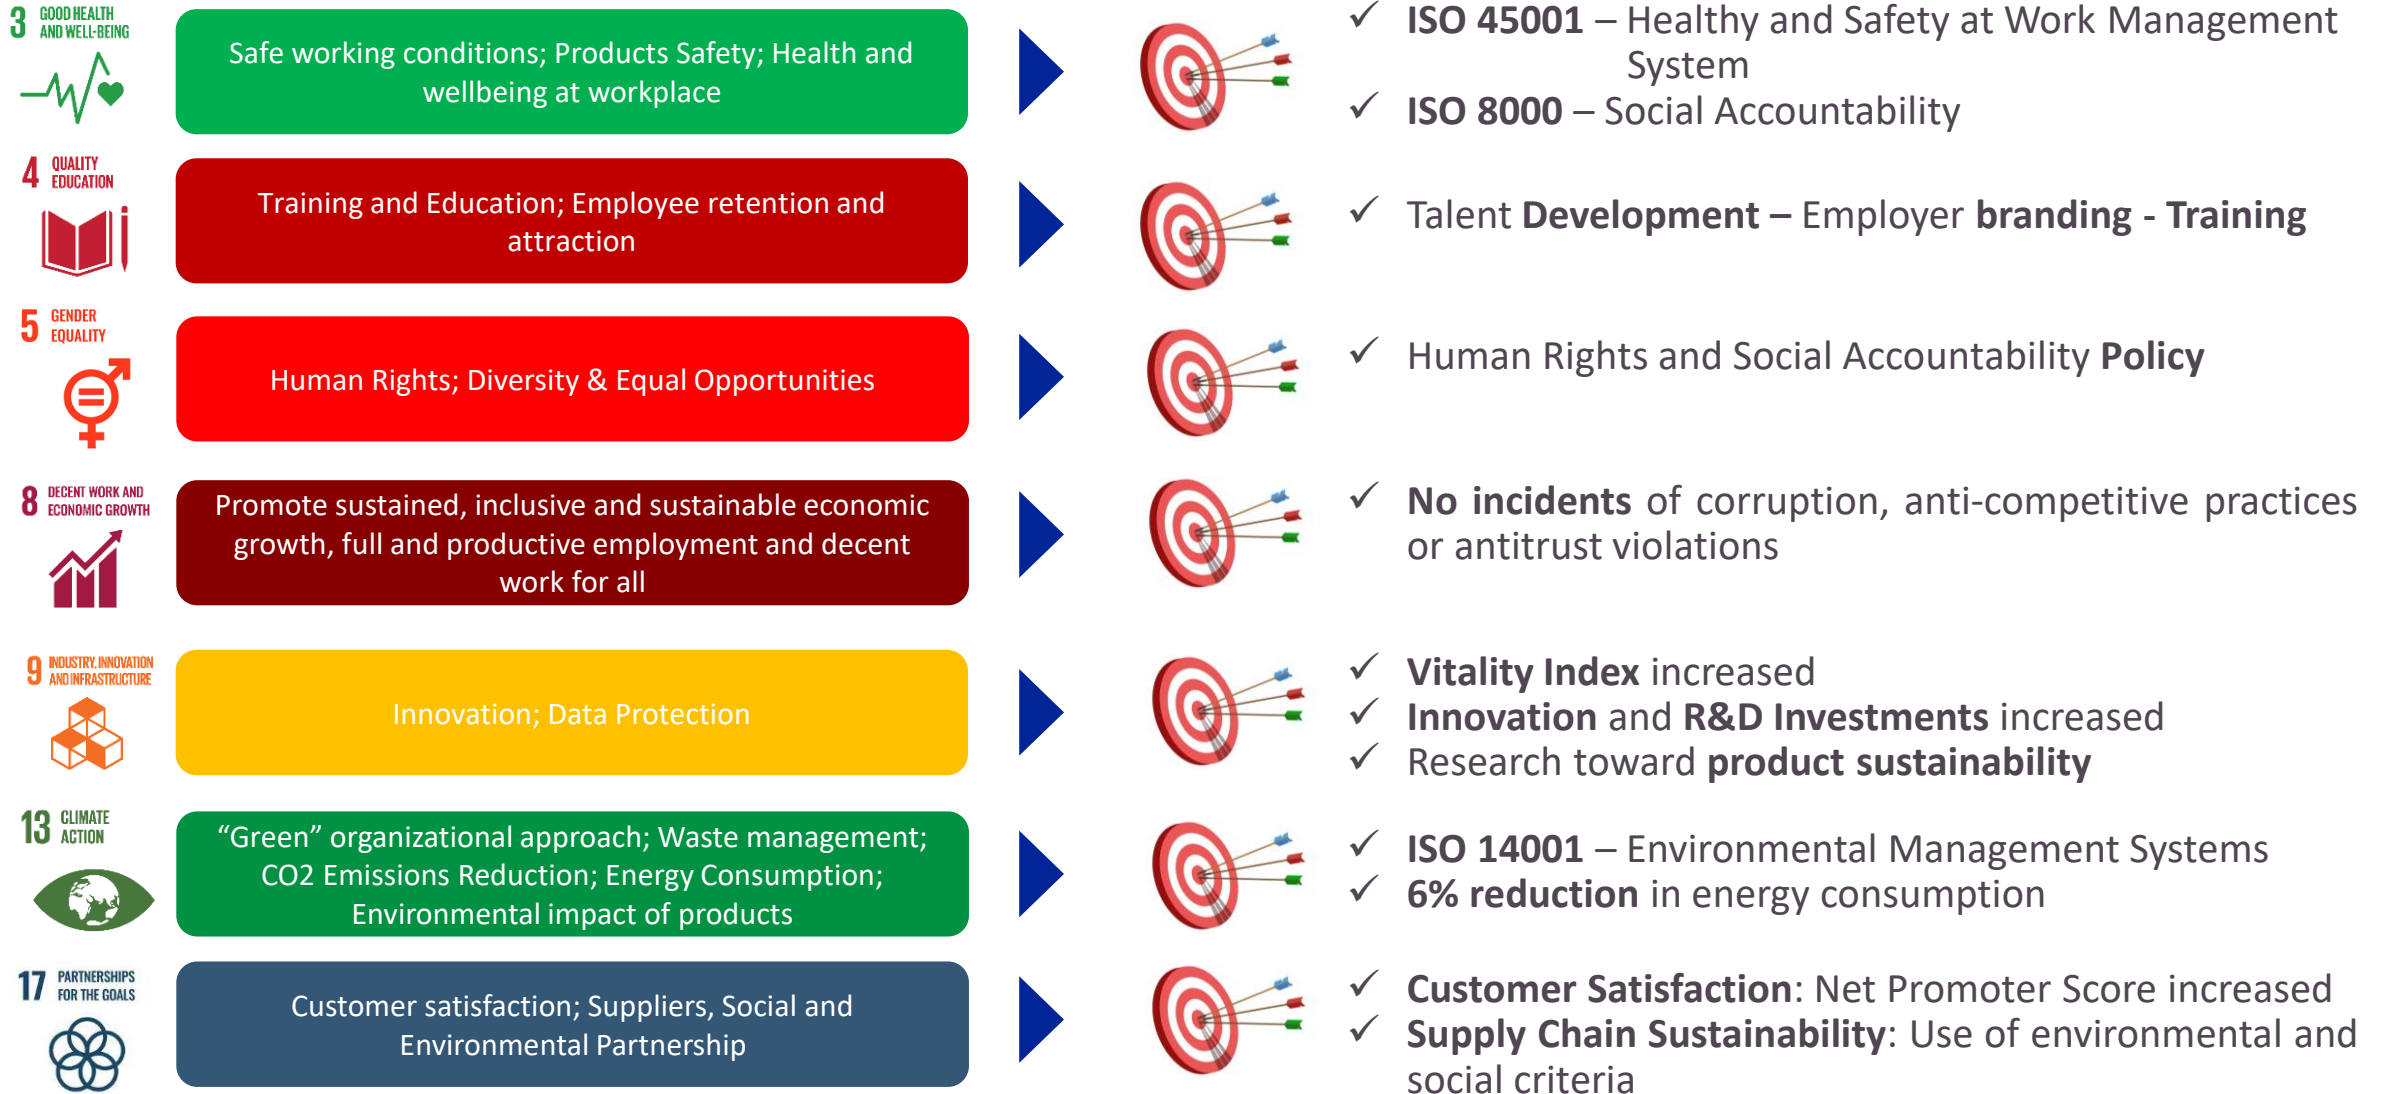 3 GOOD HEALTH
AND WELL-BEING
Safe working conditions; Products Safety; Health and
wellbeing at workplace
✓ ISO 45001 – Healthy and Safety at Work Management
System
✓ ISO 8000 – Social Accountability
4 QUALITY
EDUCATION
Training and Education; Employee retention and
attraction
✓ Talent Development – Employer branding - Training
5 GENDER
EQUALITY
Human Rights; Diversity & Equal Opportunities
✓ Human Rights and Social Accountability Policy
8 DECENT WORK AND
ECONOMIC GROWTH
Promote sustained, inclusive and sustainable economic
growth, full and productive employment and decent
work for all
✓ No incidents of corruption, anti-competitive practices
or antitrust violations
9 INDUSTRY, INNOVATION
AND INFRASTRUCTURE
Innovation; Data Protection
✓ Vitality Index increased
✓ Innovation and R&D Investments increased
✓ Research toward product sustainability
13 CLIMATE
ACTION
“Green” organizational approach; Waste management;
CO2 Emissions Reduction; Energy Consumption;
Environmental impact of products
✓ ISO 14001 – Environmental Management Systems
✓ 6% reduction in energy consumption
17 PARTNERSHIPS
FOR THE GOALS
Customer satisfaction; Suppliers, Social and
Environmental Partnership
✓ Customer Satisfaction: Net Promoter Score increased
✓ Supply Chain Sustainability: Use of environmental and
social criteria